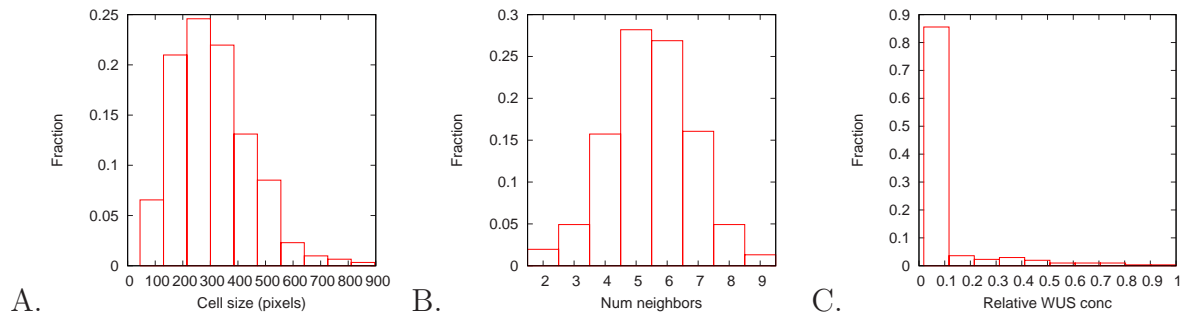 A.
Fraction
0.25
0.2
0.15
0.1
0.05
0
0 100 200 300 400 500 600 700 800 900
Cell size (pixels)
B.
Fraction
0.3
0.25
0.2
0.15
0.1
0.05
0
2 3 4 5 6 7 8 9
Num neighbors
C.
Fraction
0.9
0.8
0.7
0.6
0.5
0.4
0.3
0.2
0.1
0
0 0.1 0.2 0.3 0.4 0.5 0.6 0.7 0.8 0.9 1
Relative WUS conc